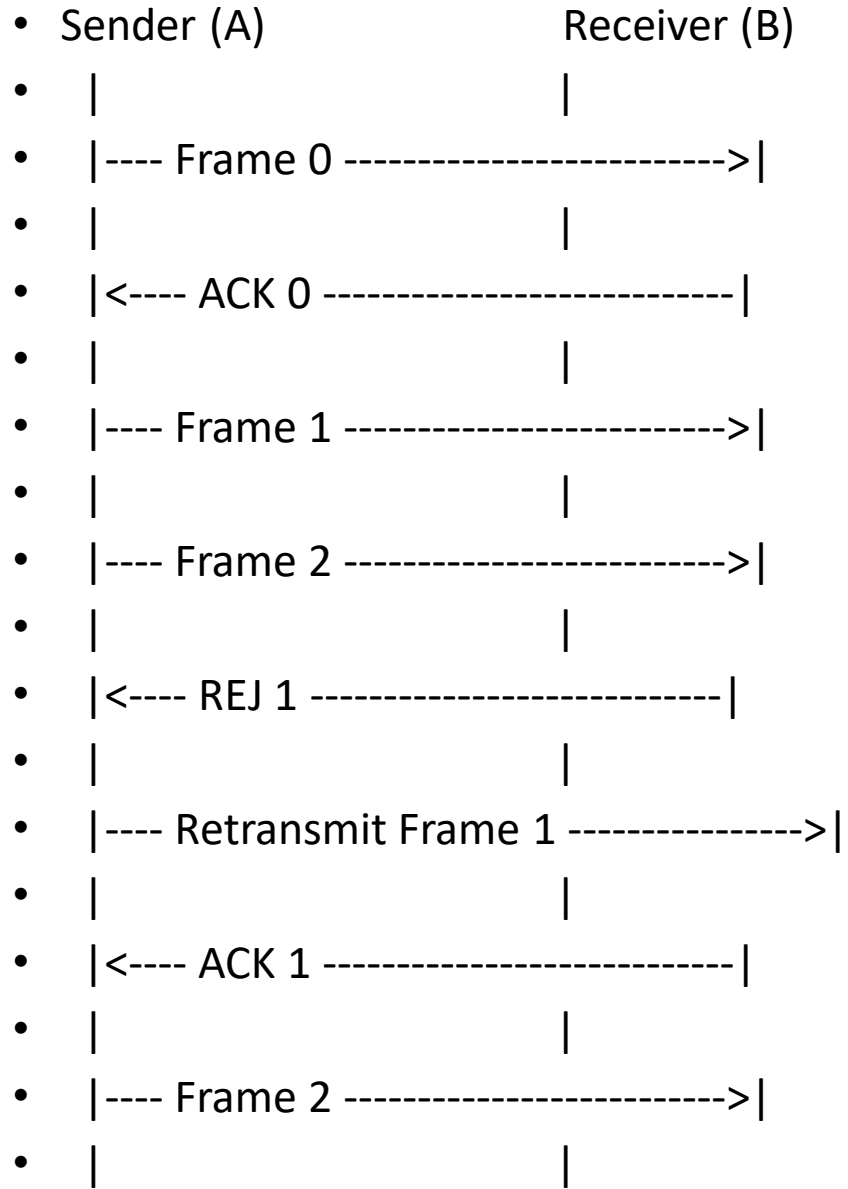 • Sender (A)                    Receiver (B)
•   |                               |
•   |---- Frame 0 -------------------------->|
•   |                               |
•   |<---- ACK 0 ----------------------------|
•   |                               |
•   |---- Frame 1 -------------------------->|
•   |                               |
•   |---- Frame 2 -------------------------->|
•   |                               |
•   |<---- REJ 1 ----------------------------|
•   |                               |
•   |---- Retransmit Frame 1 ---------------->|
•   |                               |
•   |<---- ACK 1 ----------------------------|
•   |                               |
•   |---- Frame 2 -------------------------->|
•   |                               |